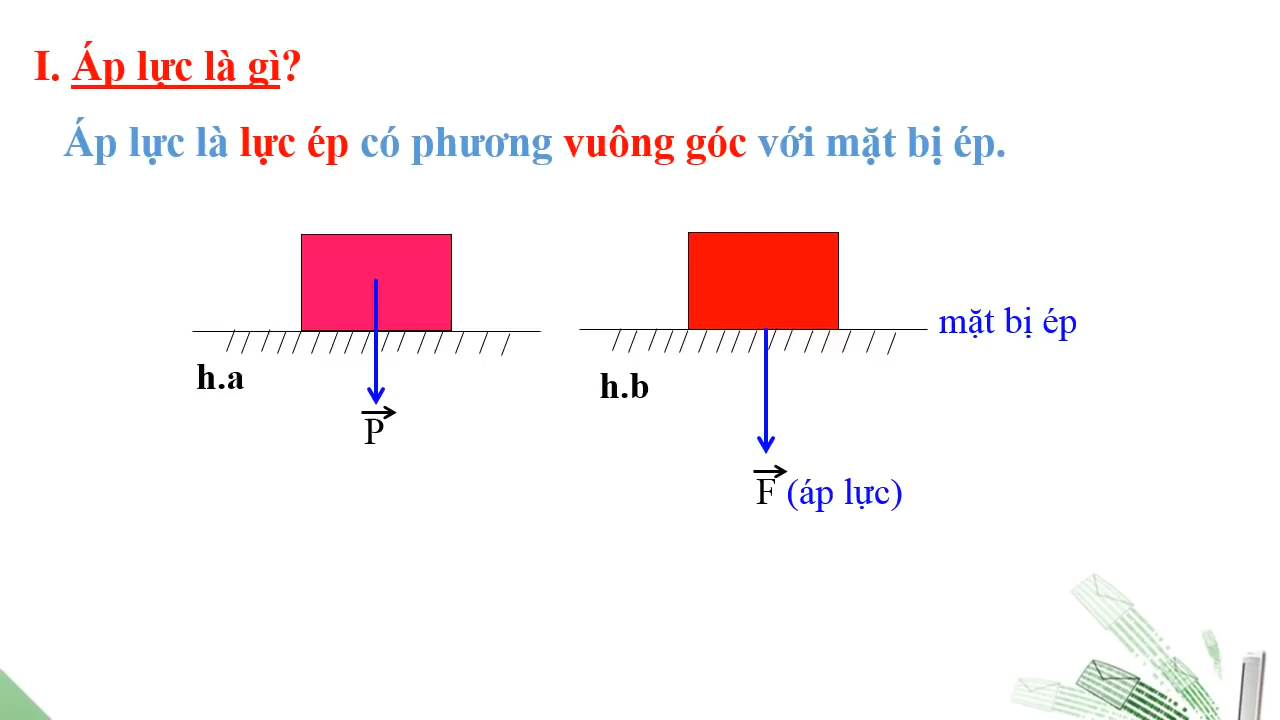 I. Áp lực là gì?
Áp lực là lực ép có phương vuông góc với mặt bị ép.
mặt bị ép
h.a
h.b
P
F (áp lực)